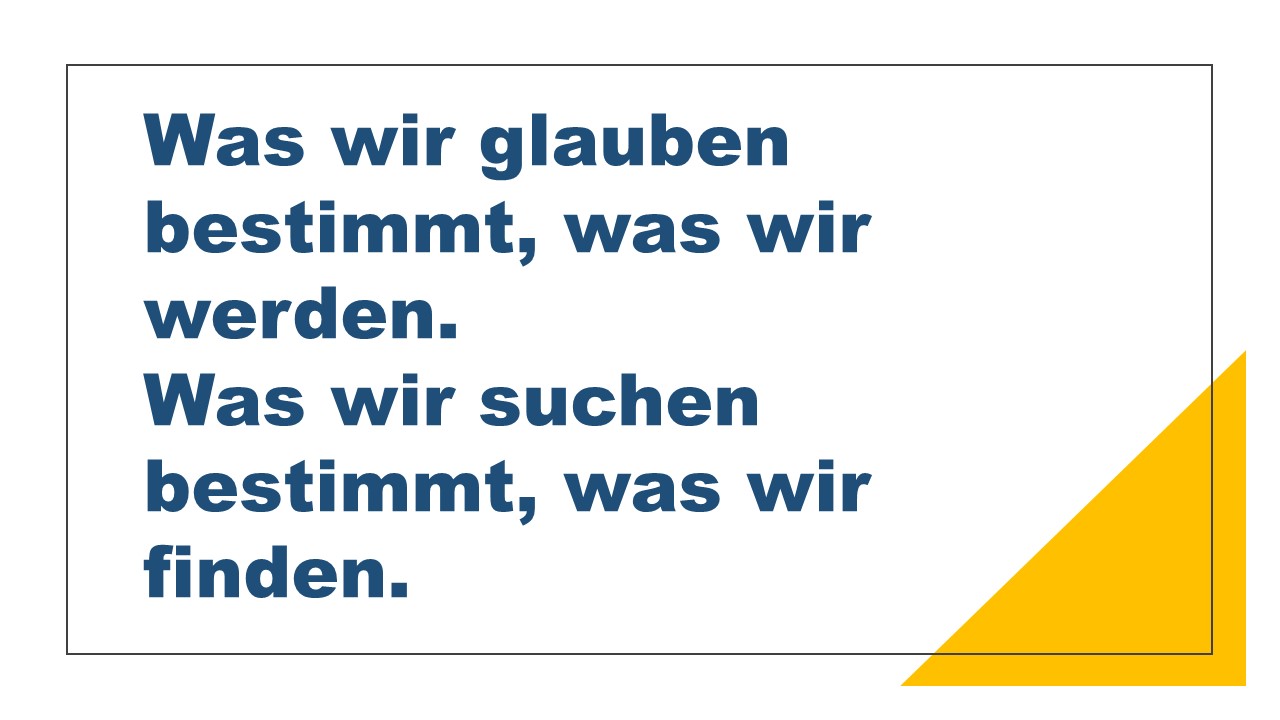 Was wir glauben
bestimmt, was wir
werden.
Was wir suchen
bestimmt, was wir
finden.